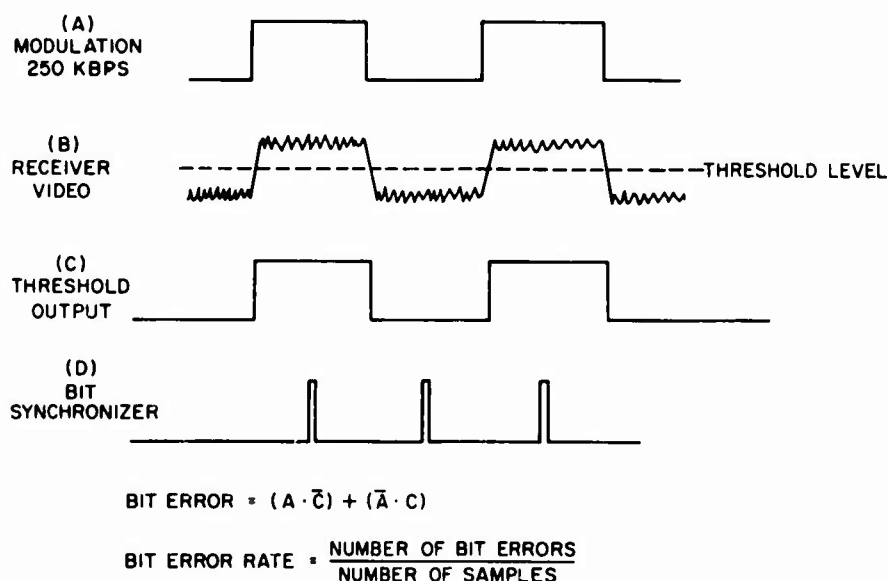 (A)
MODULATION
250 KBPS
(B)
RECEIVER
VIDEO
THRESHOLD LEVEL
(C)
THRESHOLD
OUTPUT
(D)
BIT
SYNCHRONIZER
BIT ERROR = (A · C̅) + (A̅ · C)
BIT ERROR RATE = NUMBER OF BIT ERRORS
NUMBER OF SAMPLES